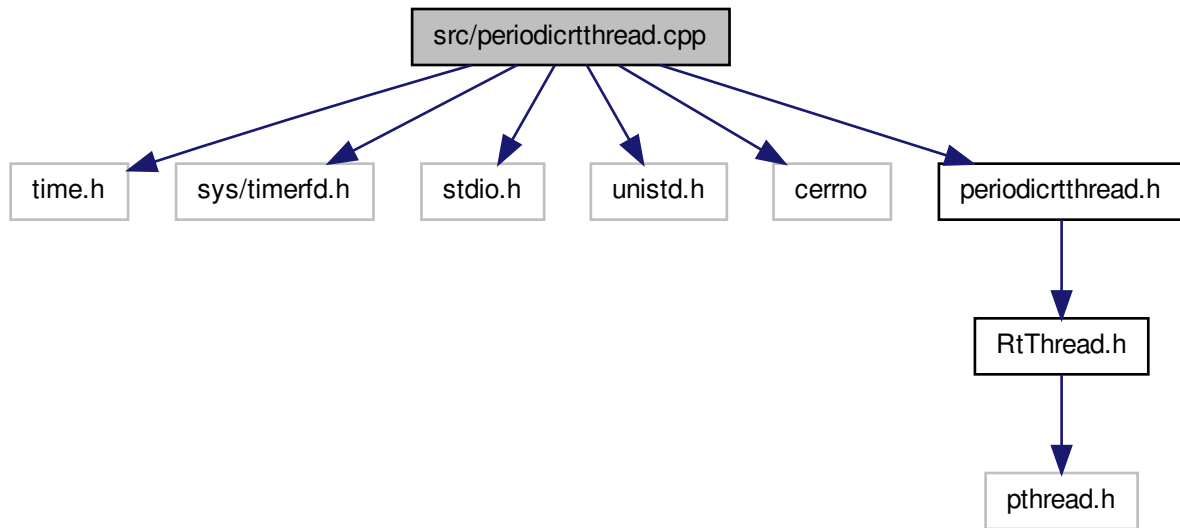 src/periodicrtthread.cpp
time.h
sys/timerfd.h
stdio.h
unistd.h
cerrno
periodicrtthread.h
RtThread.h
pthread.h